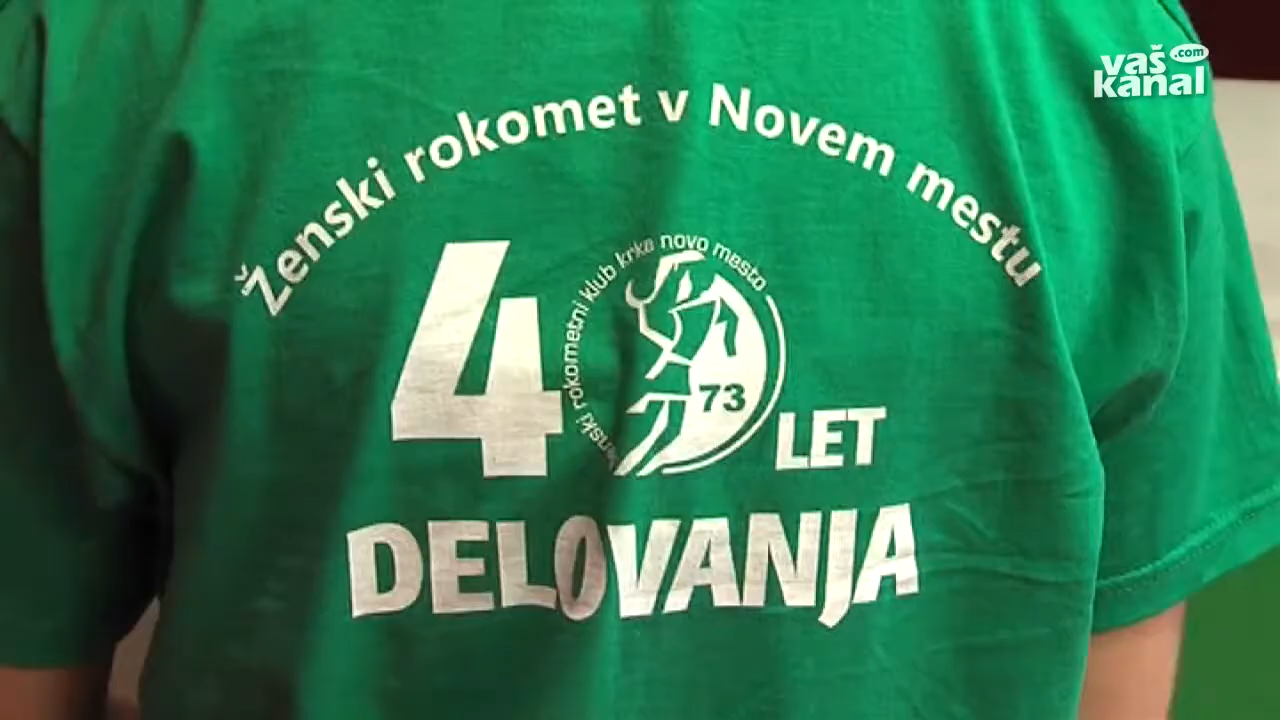 vaš .com
kanal
Ženski rokomet v Novem mestu
40 LET
ženski rokometni klub krka novo mesto
73
DELOVANJA